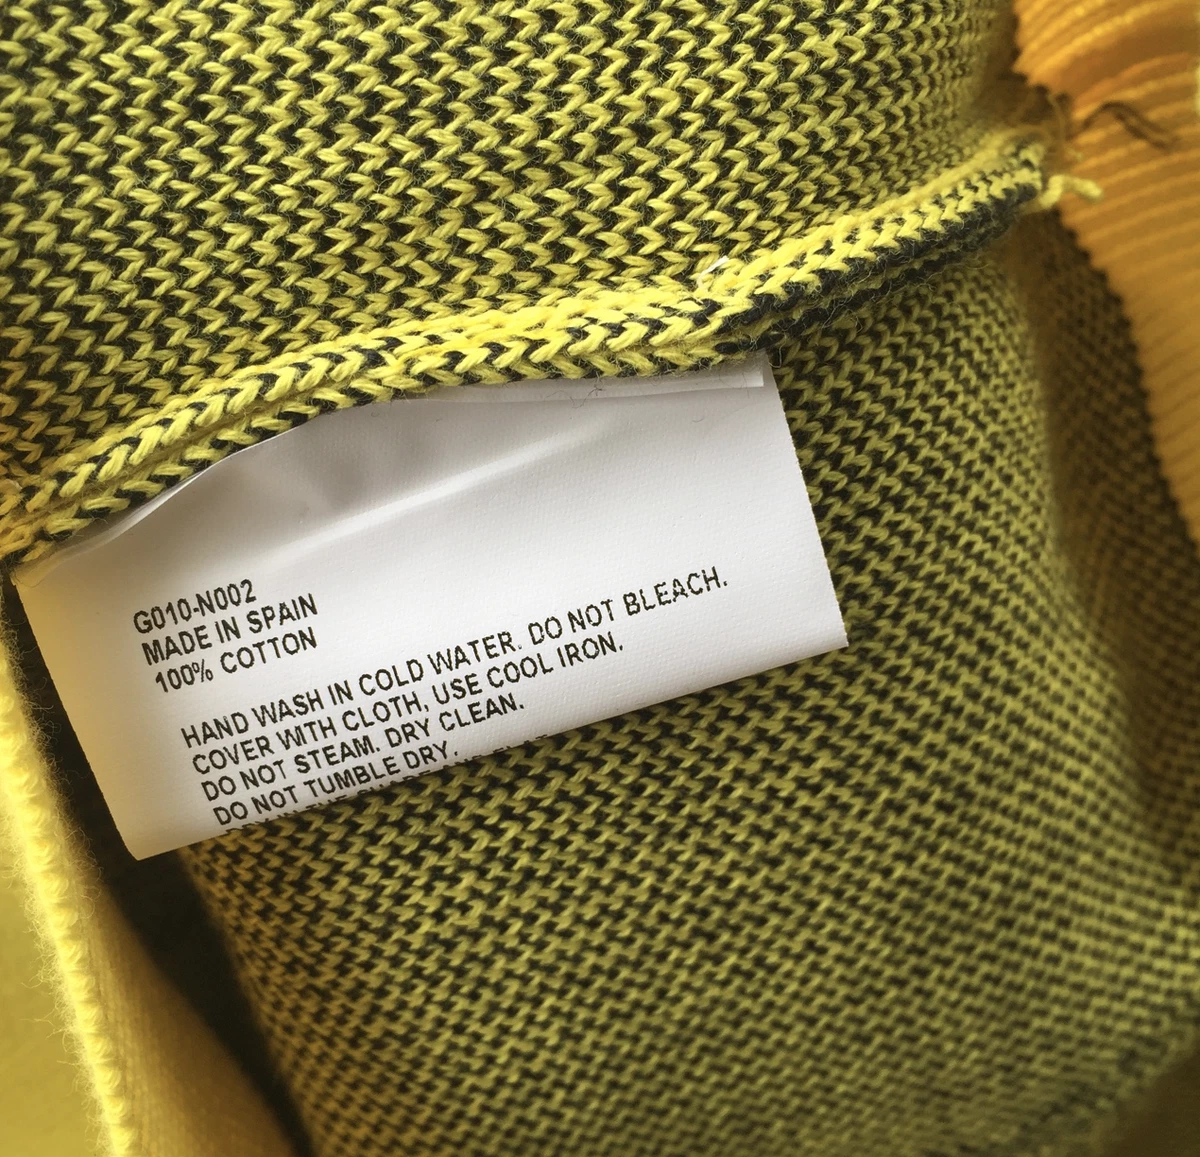 G010-N002
MADE IN SPAIN
100% COTTON
HAND WASH IN COLD WATER. DO NOT BLEACH.
COVER WITH CLOTH, USE COOL IRON.
DO NOT STEAM. DRY CLEAN.
DO NOT TUMBLE DRY.